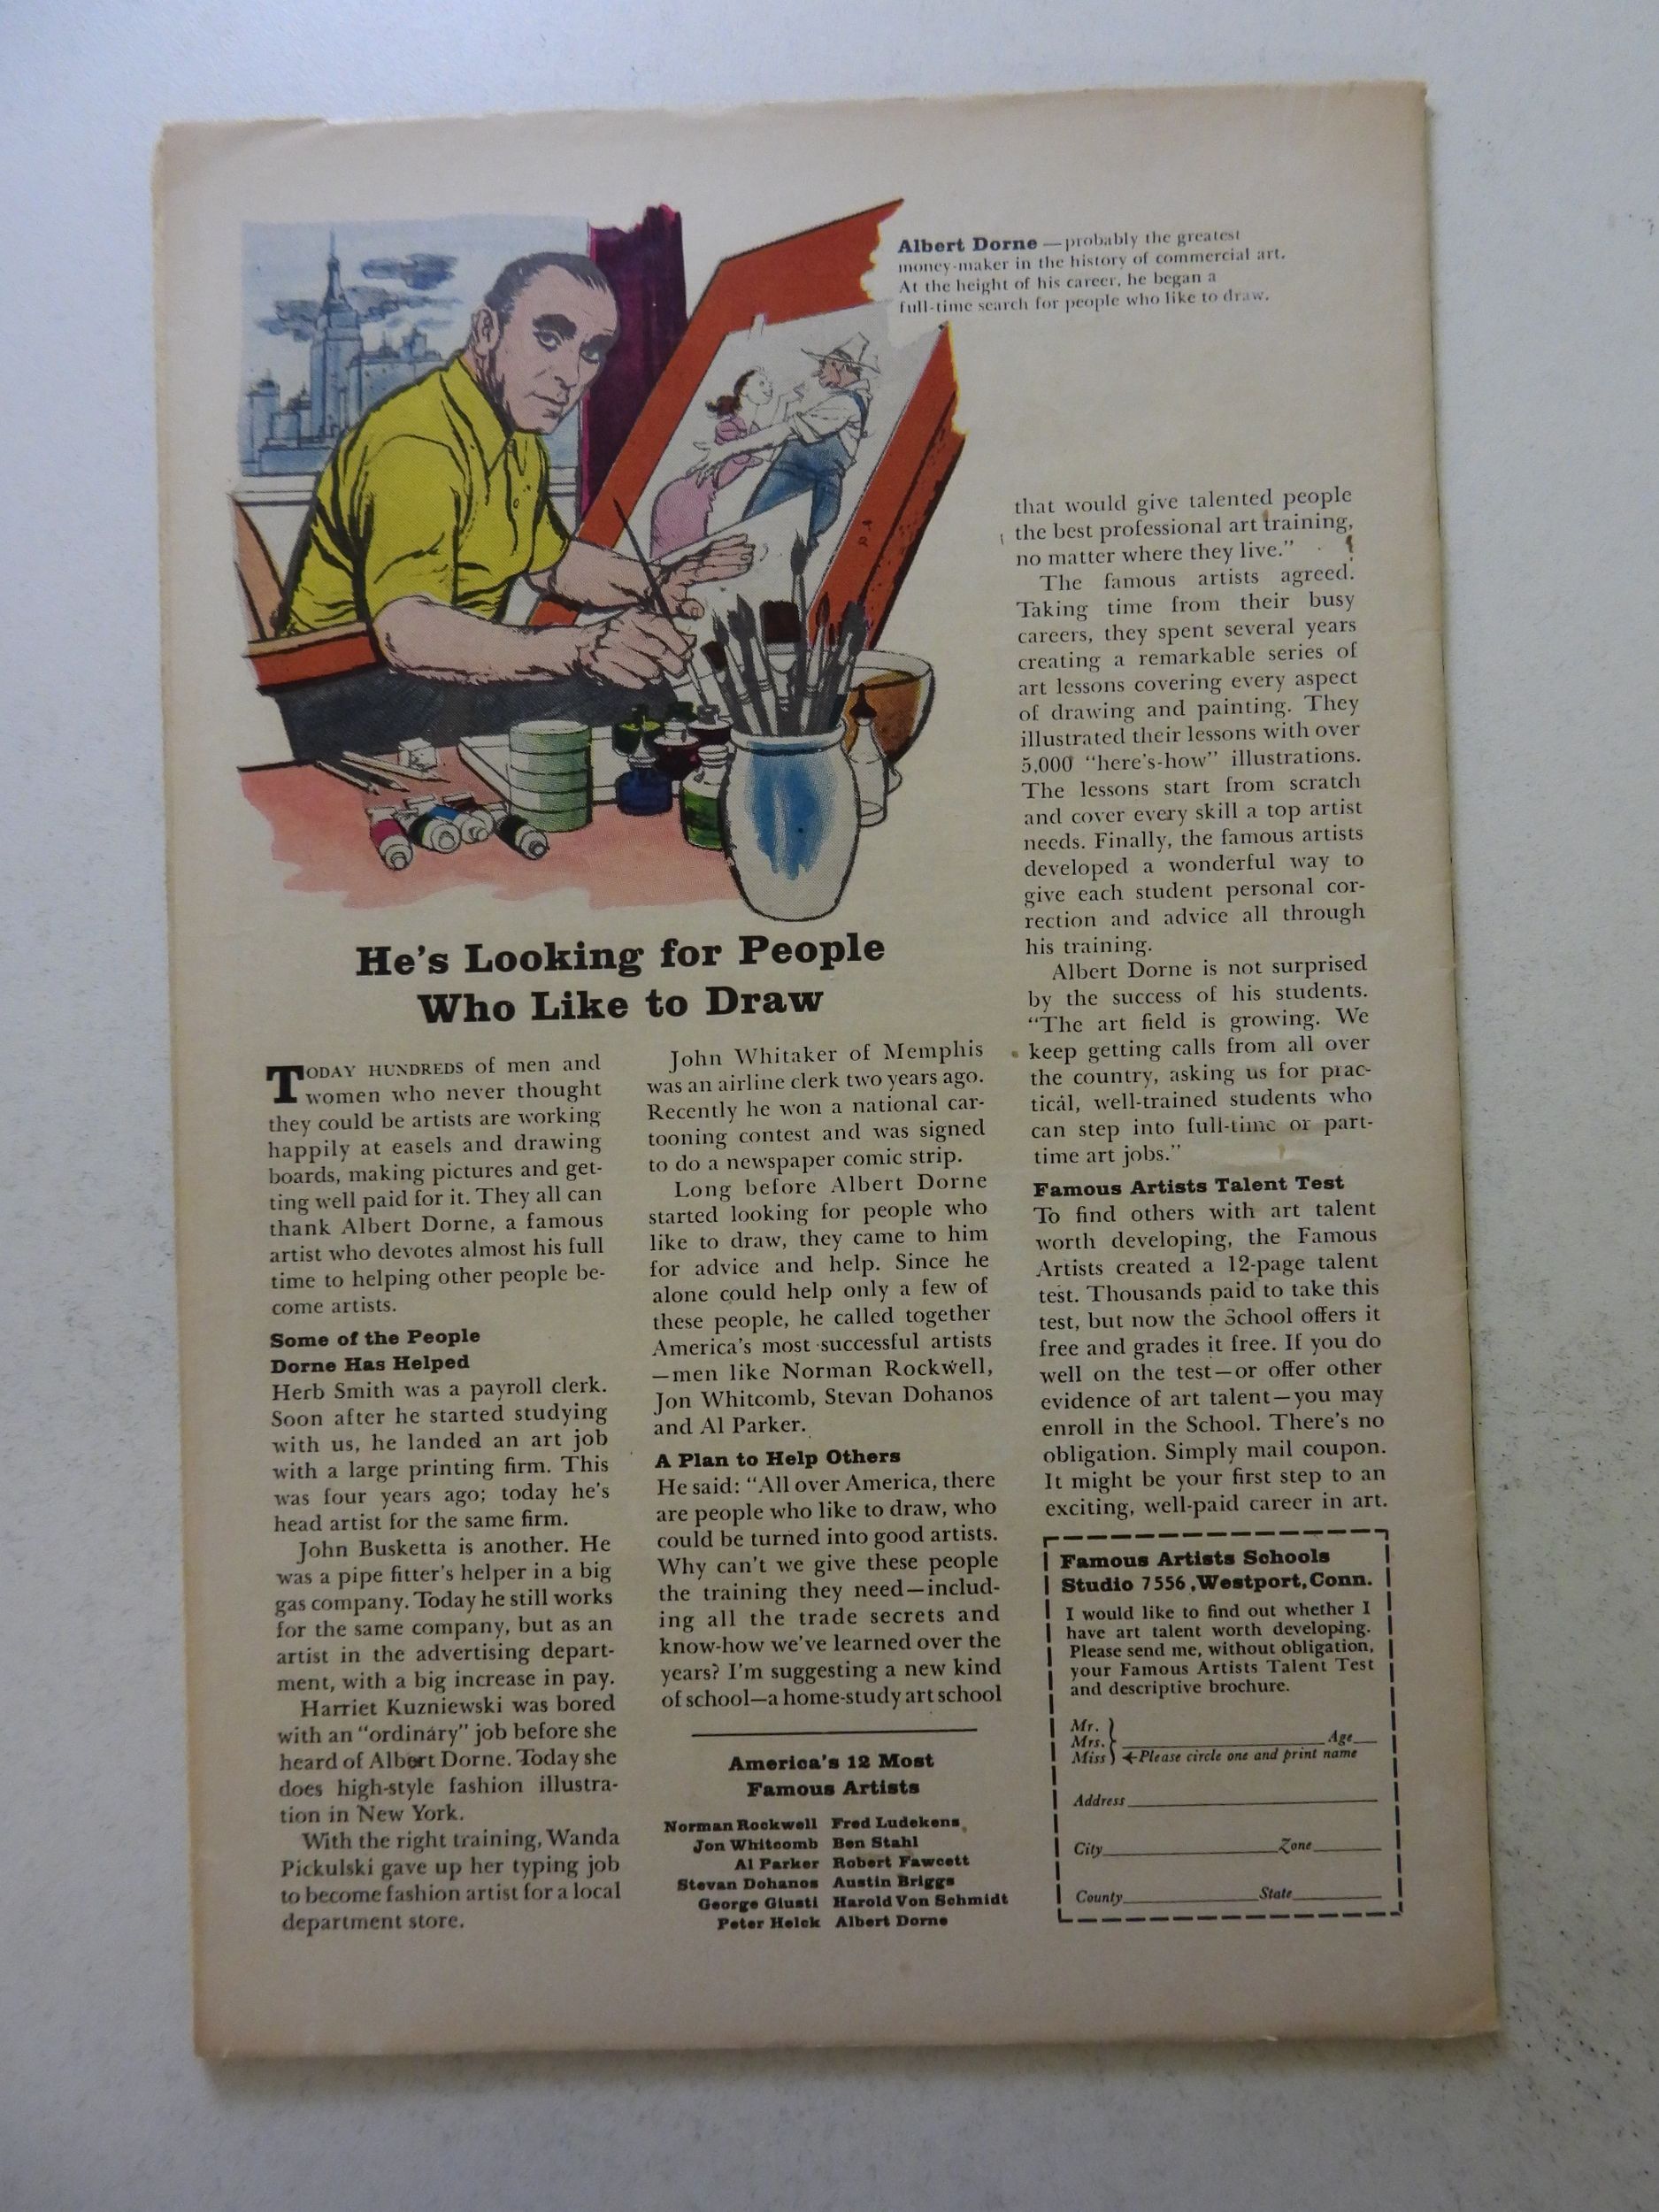 Albert Dorne — probably the greatest
money-maker in the history of commercial art.
At the height of his career, he began a
full-time search for people who like to draw.
He's Looking for People
Who Like to Draw
TODAY HUNDREDS of men and
women who never thought
they could be artists are working
happily at easels and drawing
boards, making pictures and get-
ting well paid for it. They all can
thank Albert Dorne, a famous
artist who devotes almost his full
time to helping other people be-
come artists.
Some of the People
Dorne Has Helped
Herb Smith was a payroll clerk.
Soon after he started studying
with us, he landed an art job
with a large printing firm. This
was four years ago; today he's
head artist for the same firm.
John Busketta is another. He
was a pipe fitter's helper in a big
gas company. Today he still works
for the same company, but as an
artist in the advertising depart-
ment, with a big increase in pay.
Harriet Kuzniewski was bored
with an "ordinary" job before she
heard of Albert Dorne. Today she
does high-style fashion illustra-
tion in New York.
With the right training, Wanda
Pickulski gave up her typing job
to become fashion artist for a local
department store.
John Whitaker of Memphis
was an airline clerk two years ago.
Recently he won a national car-
tooning contest and was signed
to do a newspaper comic strip.
Long before Albert Dorne
started looking for people who
like to draw, they came to him
for advice and help. Since he
alone could help only a few of
these people, he called together
America's most successful artists
—men like Norman Rockwell,
Jon Whitcomb, Stevan Dohanos
and Al Parker.
A Plan to Help Others
He said: "All over America, there
are people who like to draw, who
could be turned into good artists.
Why can't we give these people
the training they need—includ-
ing all the trade secrets and
know-how we've learned over the
years? I'm suggesting a new kind
of school—a home-study art school
America's 12 Most
Famous Artists
Norman Rockwell Fred Ludekens
Jon Whitcomb Ben Stahl
Al Parker Robert Fawcett
Stevan Dohanos Austin Briggs
George Giusti Harold Von Schmidt
Peter Helck Albert Dorne
that would give talented people
the best professional art training,
no matter where they live."
The famous artists agreed.
Taking time from their busy
careers, they spent several years
creating a remarkable series of
art lessons covering every aspect
of drawing and painting. They
illustrated their lessons with over
5,000 "here's-how" illustrations.
The lessons start from scratch
and cover every skill a top artist
needs. Finally, the famous artists
developed a wonderful way to
give each student personal cor-
rection and advice all through
his training.
Albert Dorne is not surprised
by the success of his students.
"The art field is growing. We
keep getting calls from all over
the country, asking us for prac-
tical, well-trained students who
can step into full-time or part-
time art jobs."
Famous Artists Talent Test
To find others with art talent
worth developing, the Famous
Artists created a 12-page talent
test. Thousands paid to take this
test, but now the School offers it
free and grades it free. If you do
well on the test—or offer other
evidence of art talent—you may
enroll in the School. There's no
obligation. Simply mail coupon.
It might be your first step to an
exciting, well-paid career in art.
Famous Artists Schools
Studio 7556, Westport, Conn.
I would like to find out whether I
have art talent worth developing.
Please send me, without obligation,
your Famous Artists Talent Test
and descriptive brochure.
Mr.
Mrs. Age
Miss ←Please circle one and print name
Address
City Zone
County State